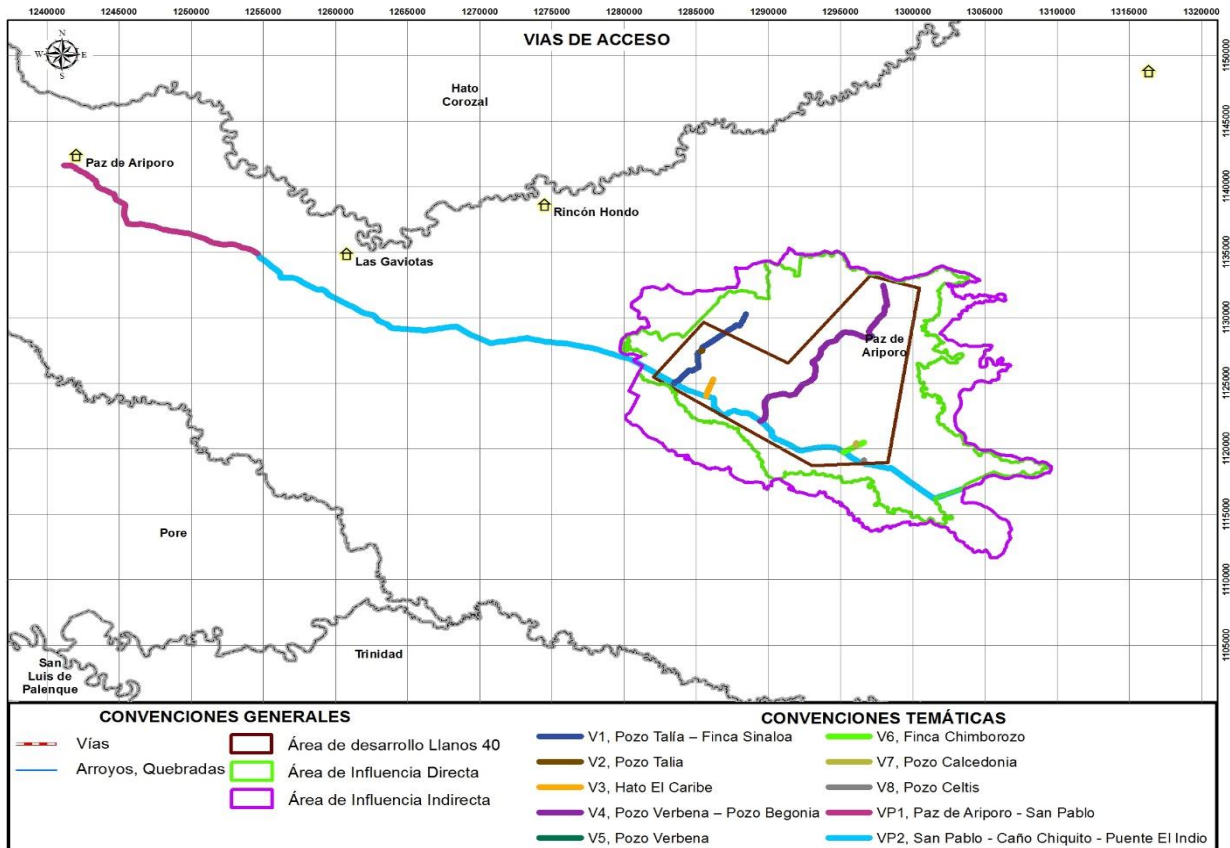 1240000 1245000 1250000 1255000 1260000 1265000 1270000 1275000 1280000 1285000 1290000 1295000 1300000 1305000 1310000 1315000 1320000
VIAS DE ACCESO
N
W E
S
1150000
Hato
Corozal
1145000
Paz de Ariporo
1140000
Rincón Hondo
1135000
Las Gaviotas
1130000
Paz de
Ariporo
1125000
1120000
1115000
Pore
1110000
1105000
Trinidad
San
Luis de
Palenque
CONVENCIONES GENERALES
Vías
Arroyos, Quebradas
Área de desarrollo Llanos 40
Área de Influencia Directa
Área de Influencia Indirecta
CONVENCIONES TEMÁTICAS
V1, Pozo Talía – Finca Sinaloa
V2, Pozo Talia
V3, Hato El Caribe
V4, Pozo Verbena – Pozo Begonia
V5, Pozo Verbena
V6, Finca Chimborozo
V7, Pozo Calcedonia
V8, Pozo Celtis
VP1, Paz de Ariporo - San Pablo
VP2, San Pablo - Caño Chiquito - Puente El Indio